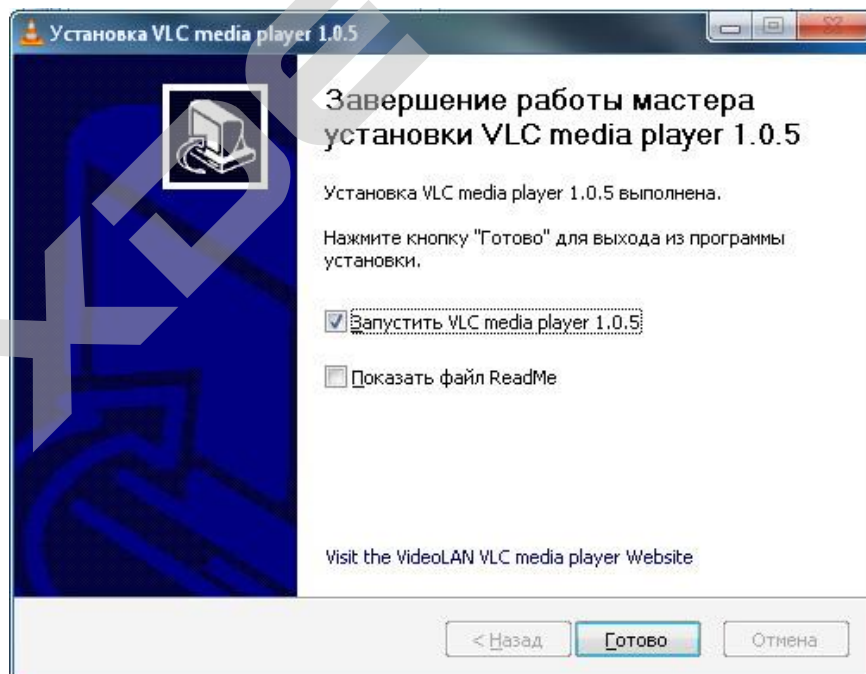 Установка VLC media player 1.0.5
Завершение работы мастера
установки VLC media player 1.0.5
Установка VLC media player 1.0.5 выполнена.
Нажмите кнопку "Готово" для выхода из программы
установки.
Запустить VLC media player 1.0.5
Показать файл ReadMe
Visit the VideoLAN VLC media player Website
< Назад Готово Отмена